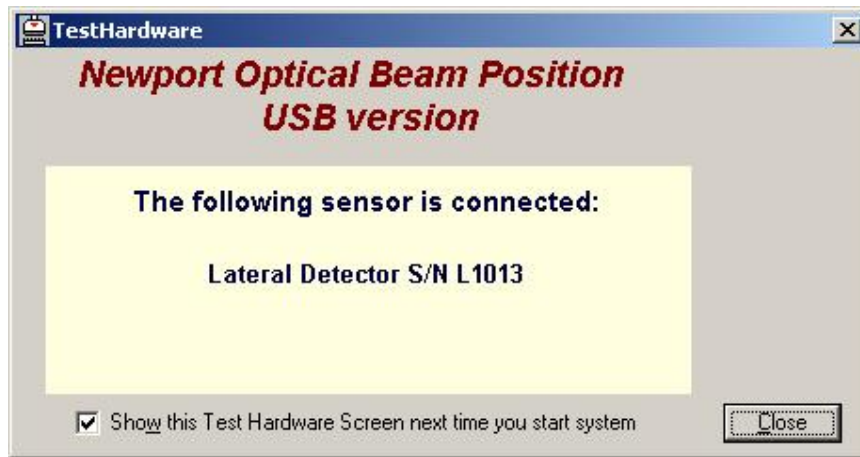 TestHardware
Newport Optical Beam Position
USB version
The following sensor is connected:
Lateral Detector S/N L1013
Show this Test Hardware Screen next time you start system
Close